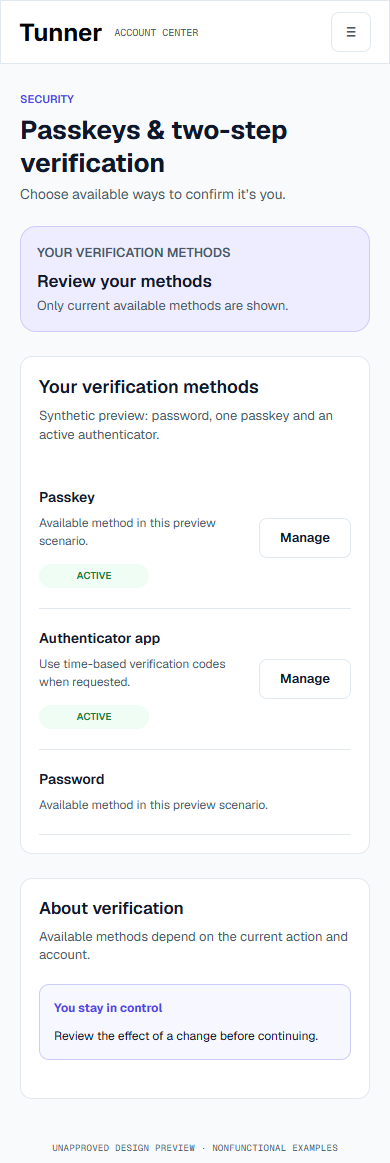 Tunner ACCOUNT CENTER
SECURITY
Passkeys & two-step
verification
Choose available ways to confirm it's you.
YOUR VERIFICATION METHODS
Review your methods
Only current available methods are shown.
Your verification methods
Synthetic preview: password, one passkey and an
active authenticator.
Passkey
Available method in this preview
scenario.
Manage
ACTIVE
Authenticator app
Use time-based verification codes
when requested.
Manage
ACTIVE
Password
Available method in this preview scenario.
About verification
Available methods depend on the current action and
account.
You stay in control
Review the effect of a change before continuing.
UNAPPROVED DESIGN PREVIEW · NONFUNCTIONAL EXAMPLES